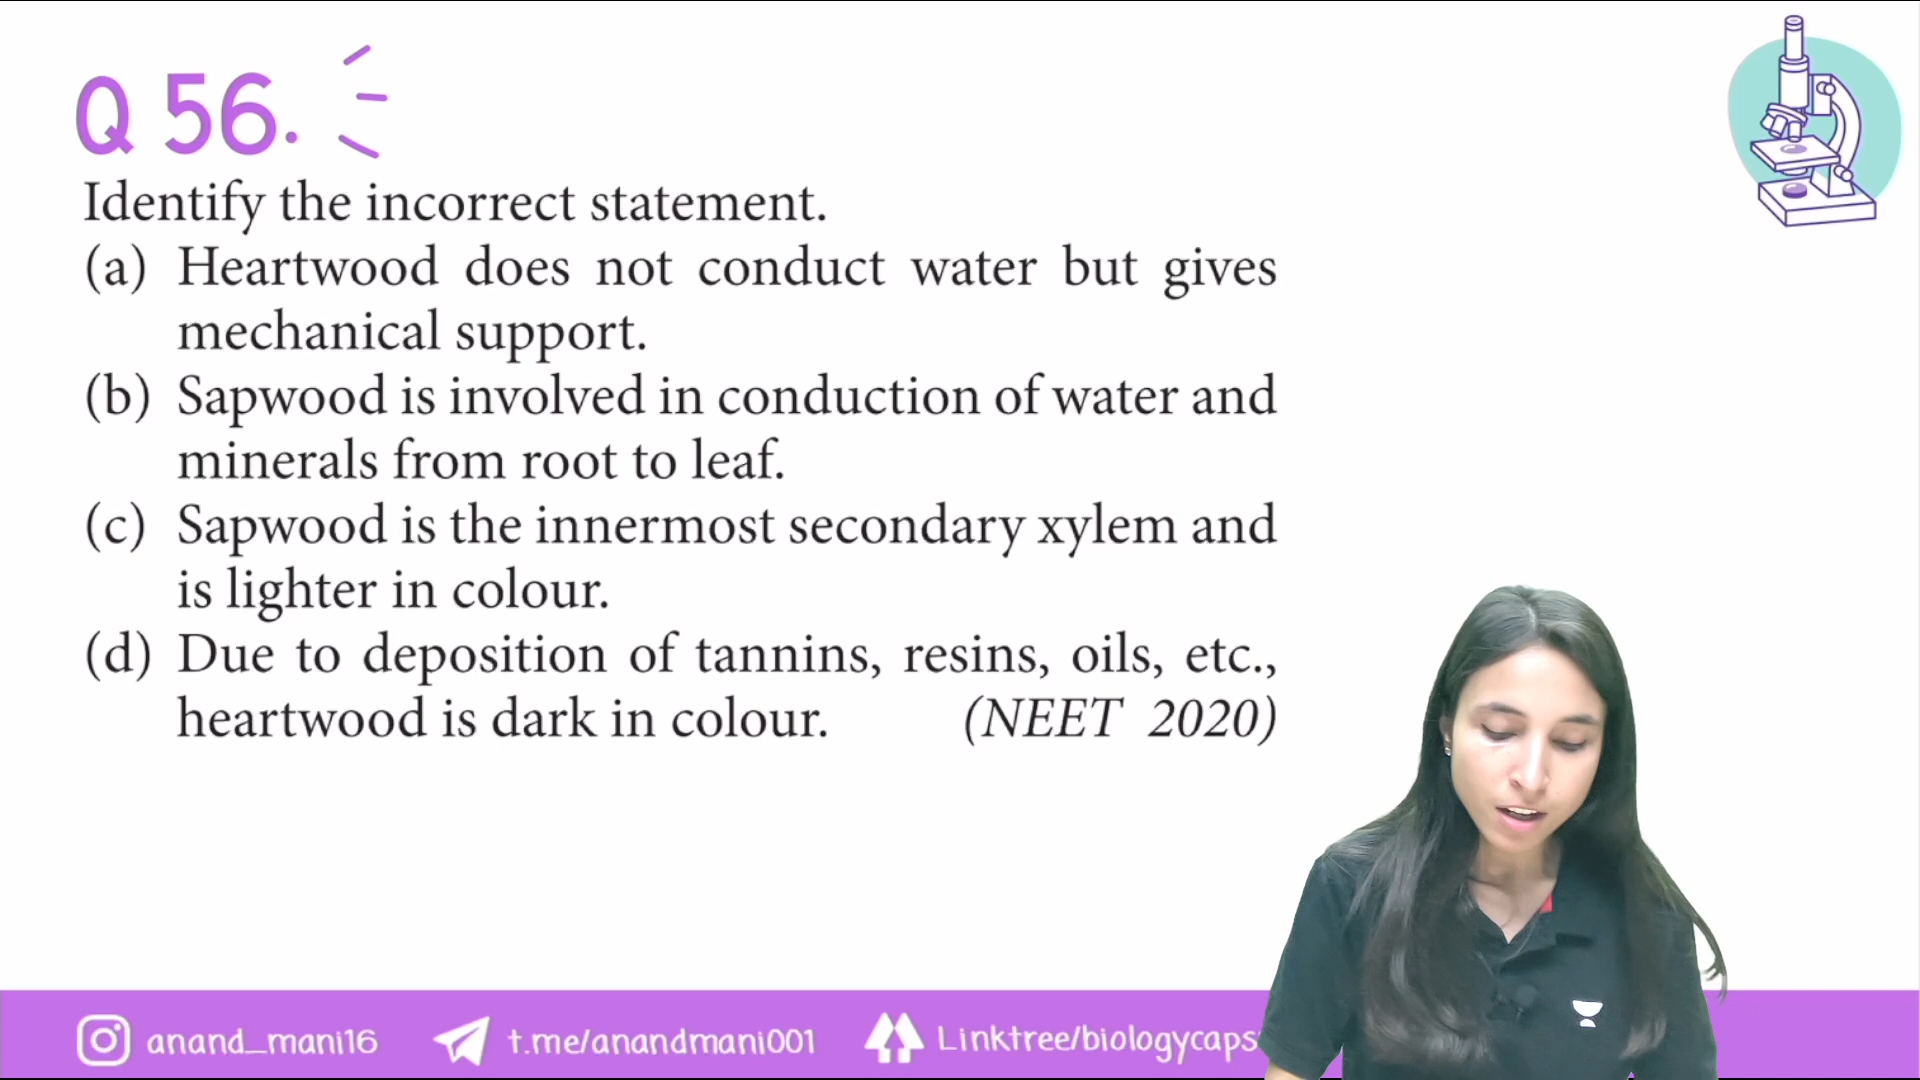 Q 56.
Identify the incorrect statement.
(a) Heartwood does not conduct water but gives
mechanical support.
(b) Sapwood is involved in conduction of water and
minerals from root to leaf.
(c) Sapwood is the innermost secondary xylem and
is lighter in colour.
(d) Due to deposition of tannins, resins, oils, etc.,
heartwood is dark in colour. (NEET 2020)
anand_mani16 t.me/anandmani001 Linktree/biologycaps